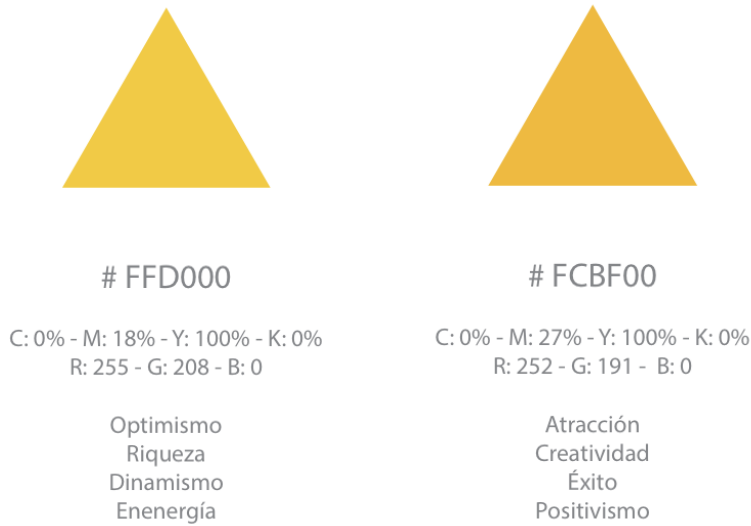 # FFD000
C: 0% - M: 18% - Y: 100% - K: 0%
R: 255 - G: 208 - B: 0
Optimismo
Riqueza
Dinamismo
Enenergía
# FCBF00
C: 0% - M: 27% - Y: 100% - K: 0%
R: 252 - G: 191 -  B: 0
Atracción
Creatividad
Éxito
Positivismo